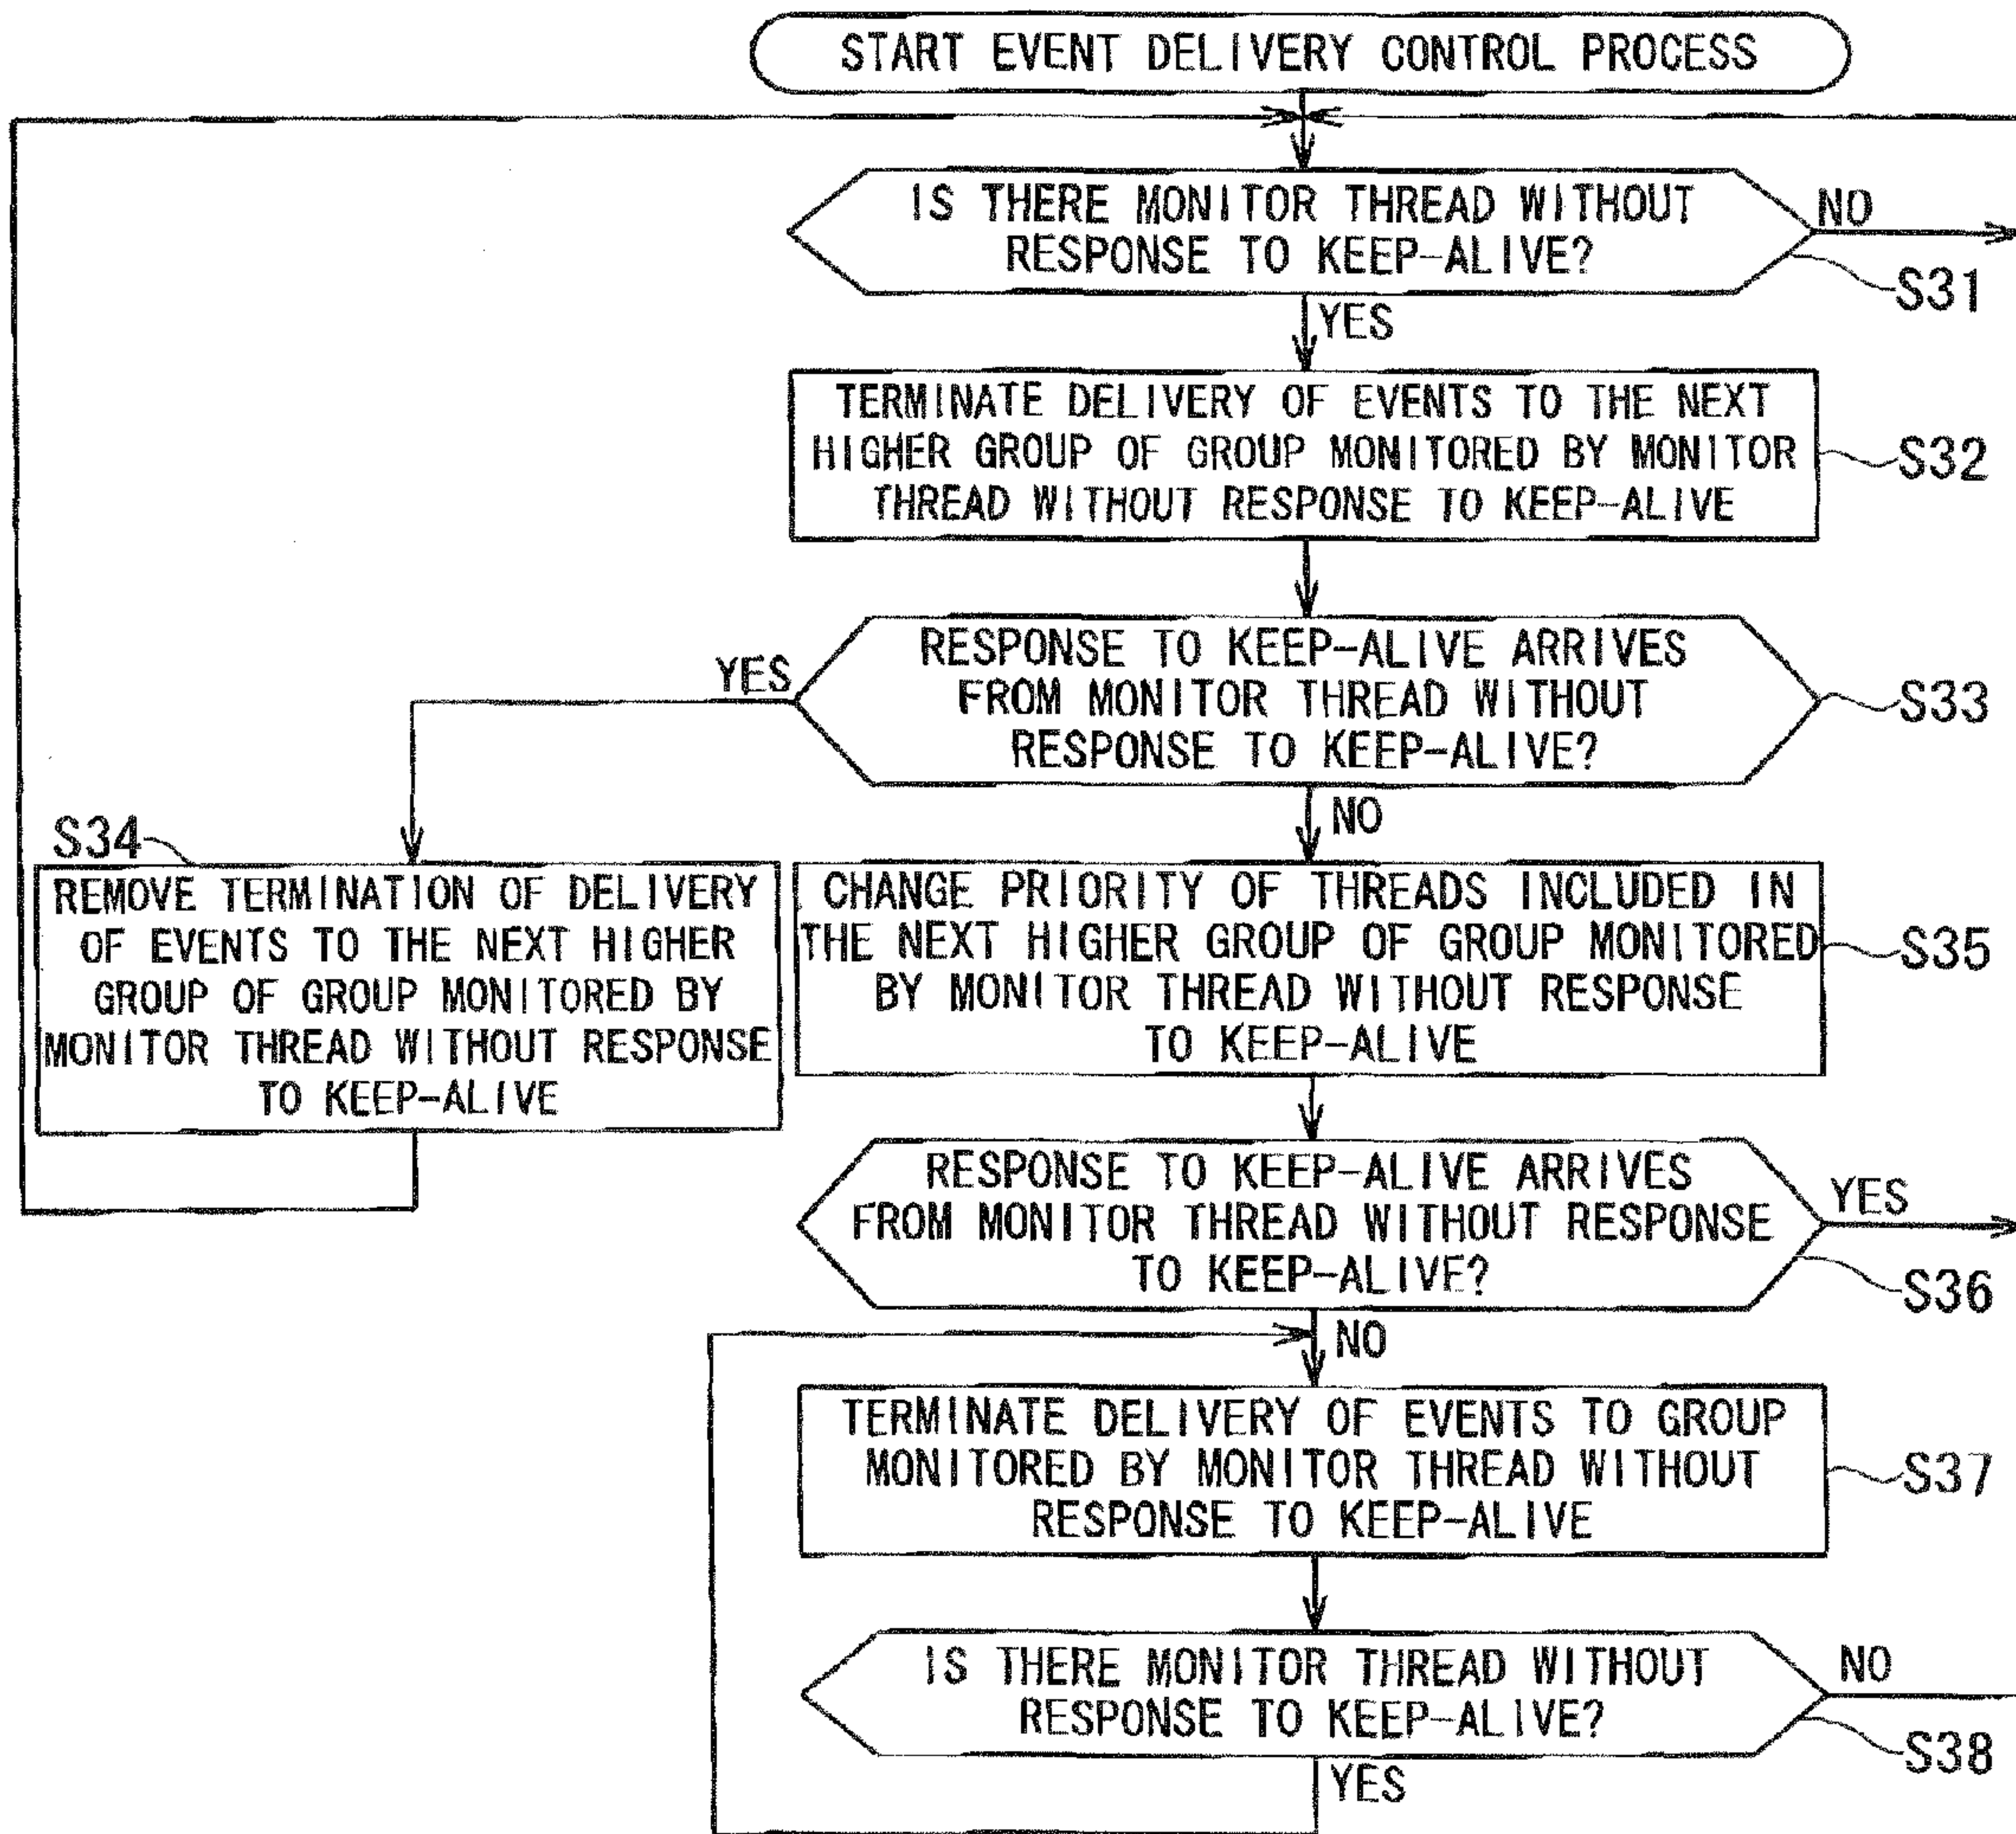 START EVENT DELIVERY CONTROL PROCESS
IS THERE MONITOR THREAD WITHOUT
RESPONSE TO KEEP-ALIVE?
NO
S31
YES
TERMINATE DELIVERY OF EVENTS TO THE NEXT
HIGHER GROUP OF GROUP MONITORED BY MONITOR
THREAD WITHOUT RESPONSE TO KEEP-ALIVE
S32
RESPONSE TO KEEP-ALIVE ARRIVES
FROM MONITOR THREAD WITHOUT
RESPONSE TO KEEP-ALIVE?
YES
S33
NO
S34
REMOVE TERMINATION OF DELIVERY
OF EVENTS TO THE NEXT HIGHER
GROUP OF GROUP MONITORED BY
MONITOR THREAD WITHOUT RESPONSE
TO KEEP-ALIVE
CHANGE PRIORITY OF THREADS INCLUDED IN
THE NEXT HIGHER GROUP OF GROUP MONITORED
BY MONITOR THREAD WITHOUT RESPONSE
TO KEEP-ALIVE
S35
RESPONSE TO KEEP-ALIVE ARRIVES
FROM MONITOR THREAD WITHOUT RESPONSE
TO KEEP-ALIVE?
YES
S36
NO
TERMINATE DELIVERY OF EVENTS TO GROUP
MONITORED BY MONITOR THREAD WITHOUT
RESPONSE TO KEEP-ALIVE
S37
IS THERE MONITOR THREAD WITHOUT
RESPONSE TO KEEP-ALIVE?
NO
S38
YES